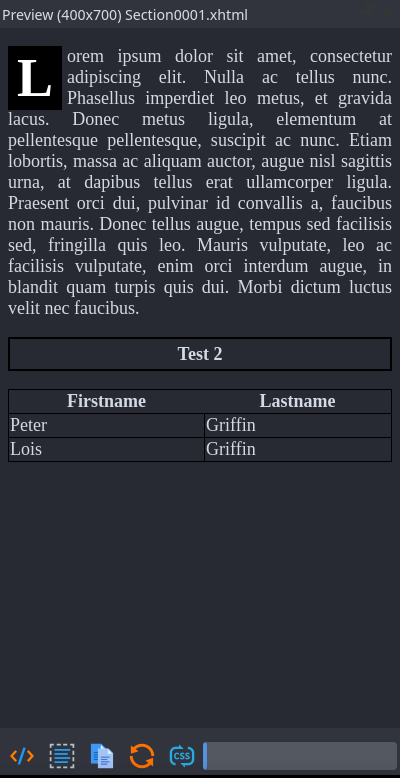 Preview (400x700) Section0001.xhtml
Lorem ipsum dolor sit amet, consectetur
adipiscing elit. Nulla ac tellus nunc.
Phasellus imperdiet leo metus, et gravida
lacus. Donec metus ligula, elementum at
pellentesque pellentesque, suscipit ac nunc. Etiam
lobortis, massa ac aliquam auctor, augue nisl sagittis
urna, at dapibus tellus erat ullamcorper ligula.
Praesent orci dui, pulvinar id convallis a, faucibus
non mauris. Donec tellus augue, tempus sed facilisis
sed, fringilla quis leo. Mauris vulputate, leo ac
facilisis vulputate, enim orci interdum augue, in
blandit quam turpis quis dui. Morbi dictum luctus
velit nec faucibus.
Test 2
Firstname Lastname
Peter Griffin
Lois Griffin
CSS